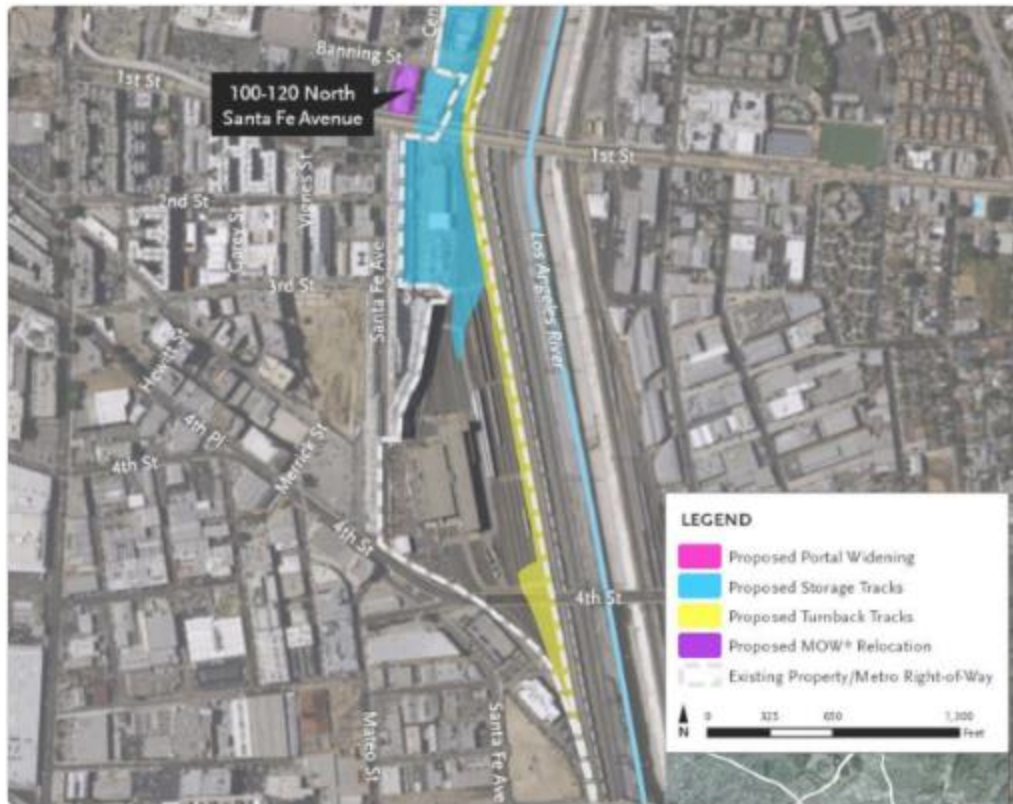 Banning St
Cen
1st St
100-120 North
Santa Fe Avenue
1st St
2nd St
Vignes St
Garey St
Santa Fe Ave
3rd St
Los Angeles River
Hewitt St
4th Pl
4th St
Merrick St
4th St
4th St
Mateo St
Santa Fe Ave
LEGEND
Proposed Portal Widening
Proposed Storage Tracks
Proposed Turnback Tracks
Proposed MOW* Relocation
Existing Property/Metro Right-of-Way
N
0 325 650 1,300
Feet